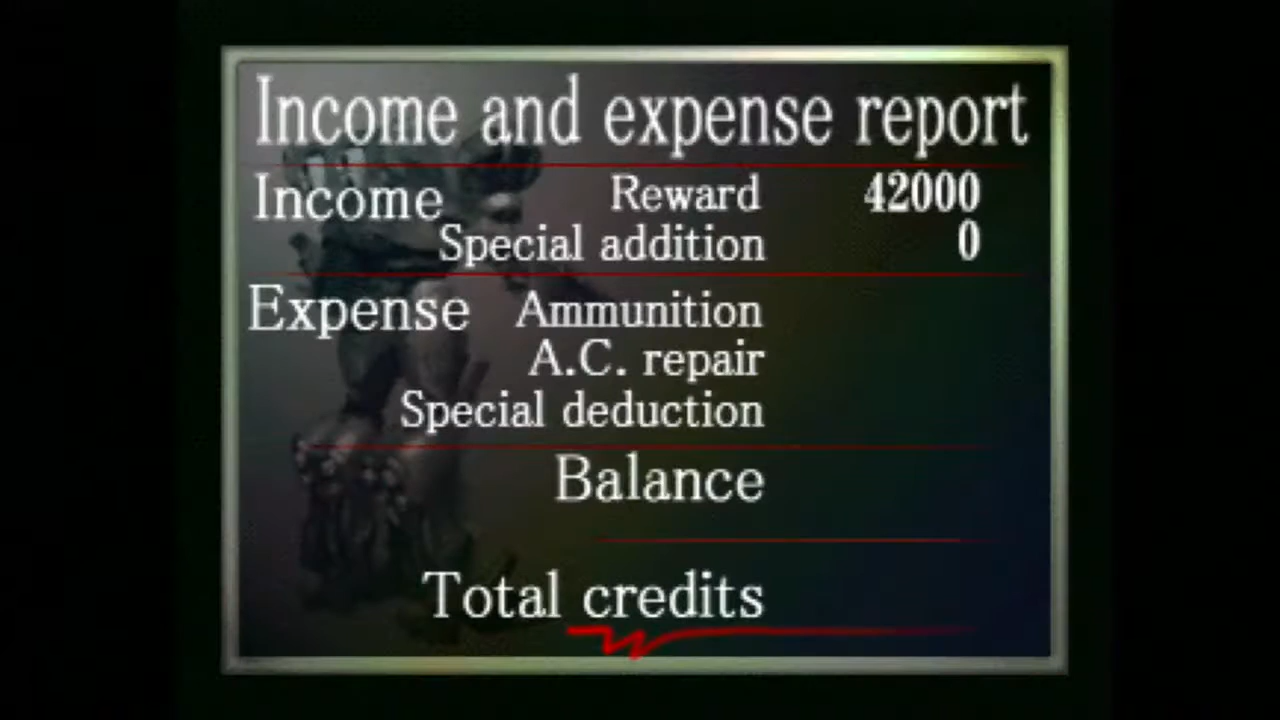 Income and expense report
Income Reward 42000
Special addition 0
Expense Ammunition
A.C. repair
Special deduction
Balance
Total credits